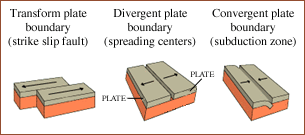 Transform plate
boundary
(strike slip fault)
Divergent plate
boundary
(spreading centers)
Convergent plate
boundary
(subduction zone)
PLATE
PLATE